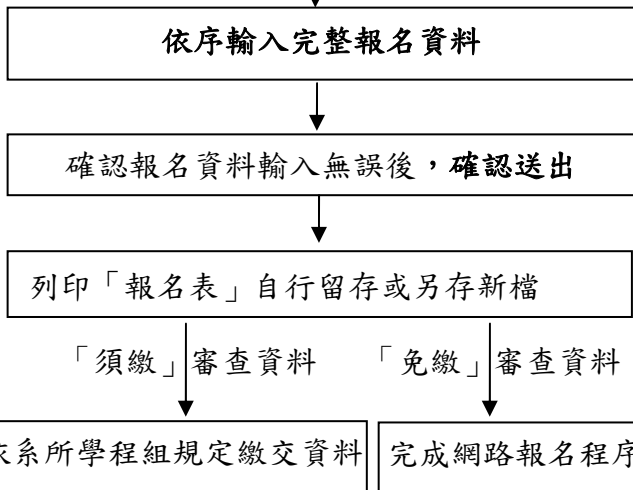 依序輸入完整報名資料
確認報名資料輸入無誤後，確認送出
列印「報名表」自行留存或另存新檔
「須繳」審查資料 「免繳」審查資料
依系所學程組規定繳交資料 完成網路報名程序